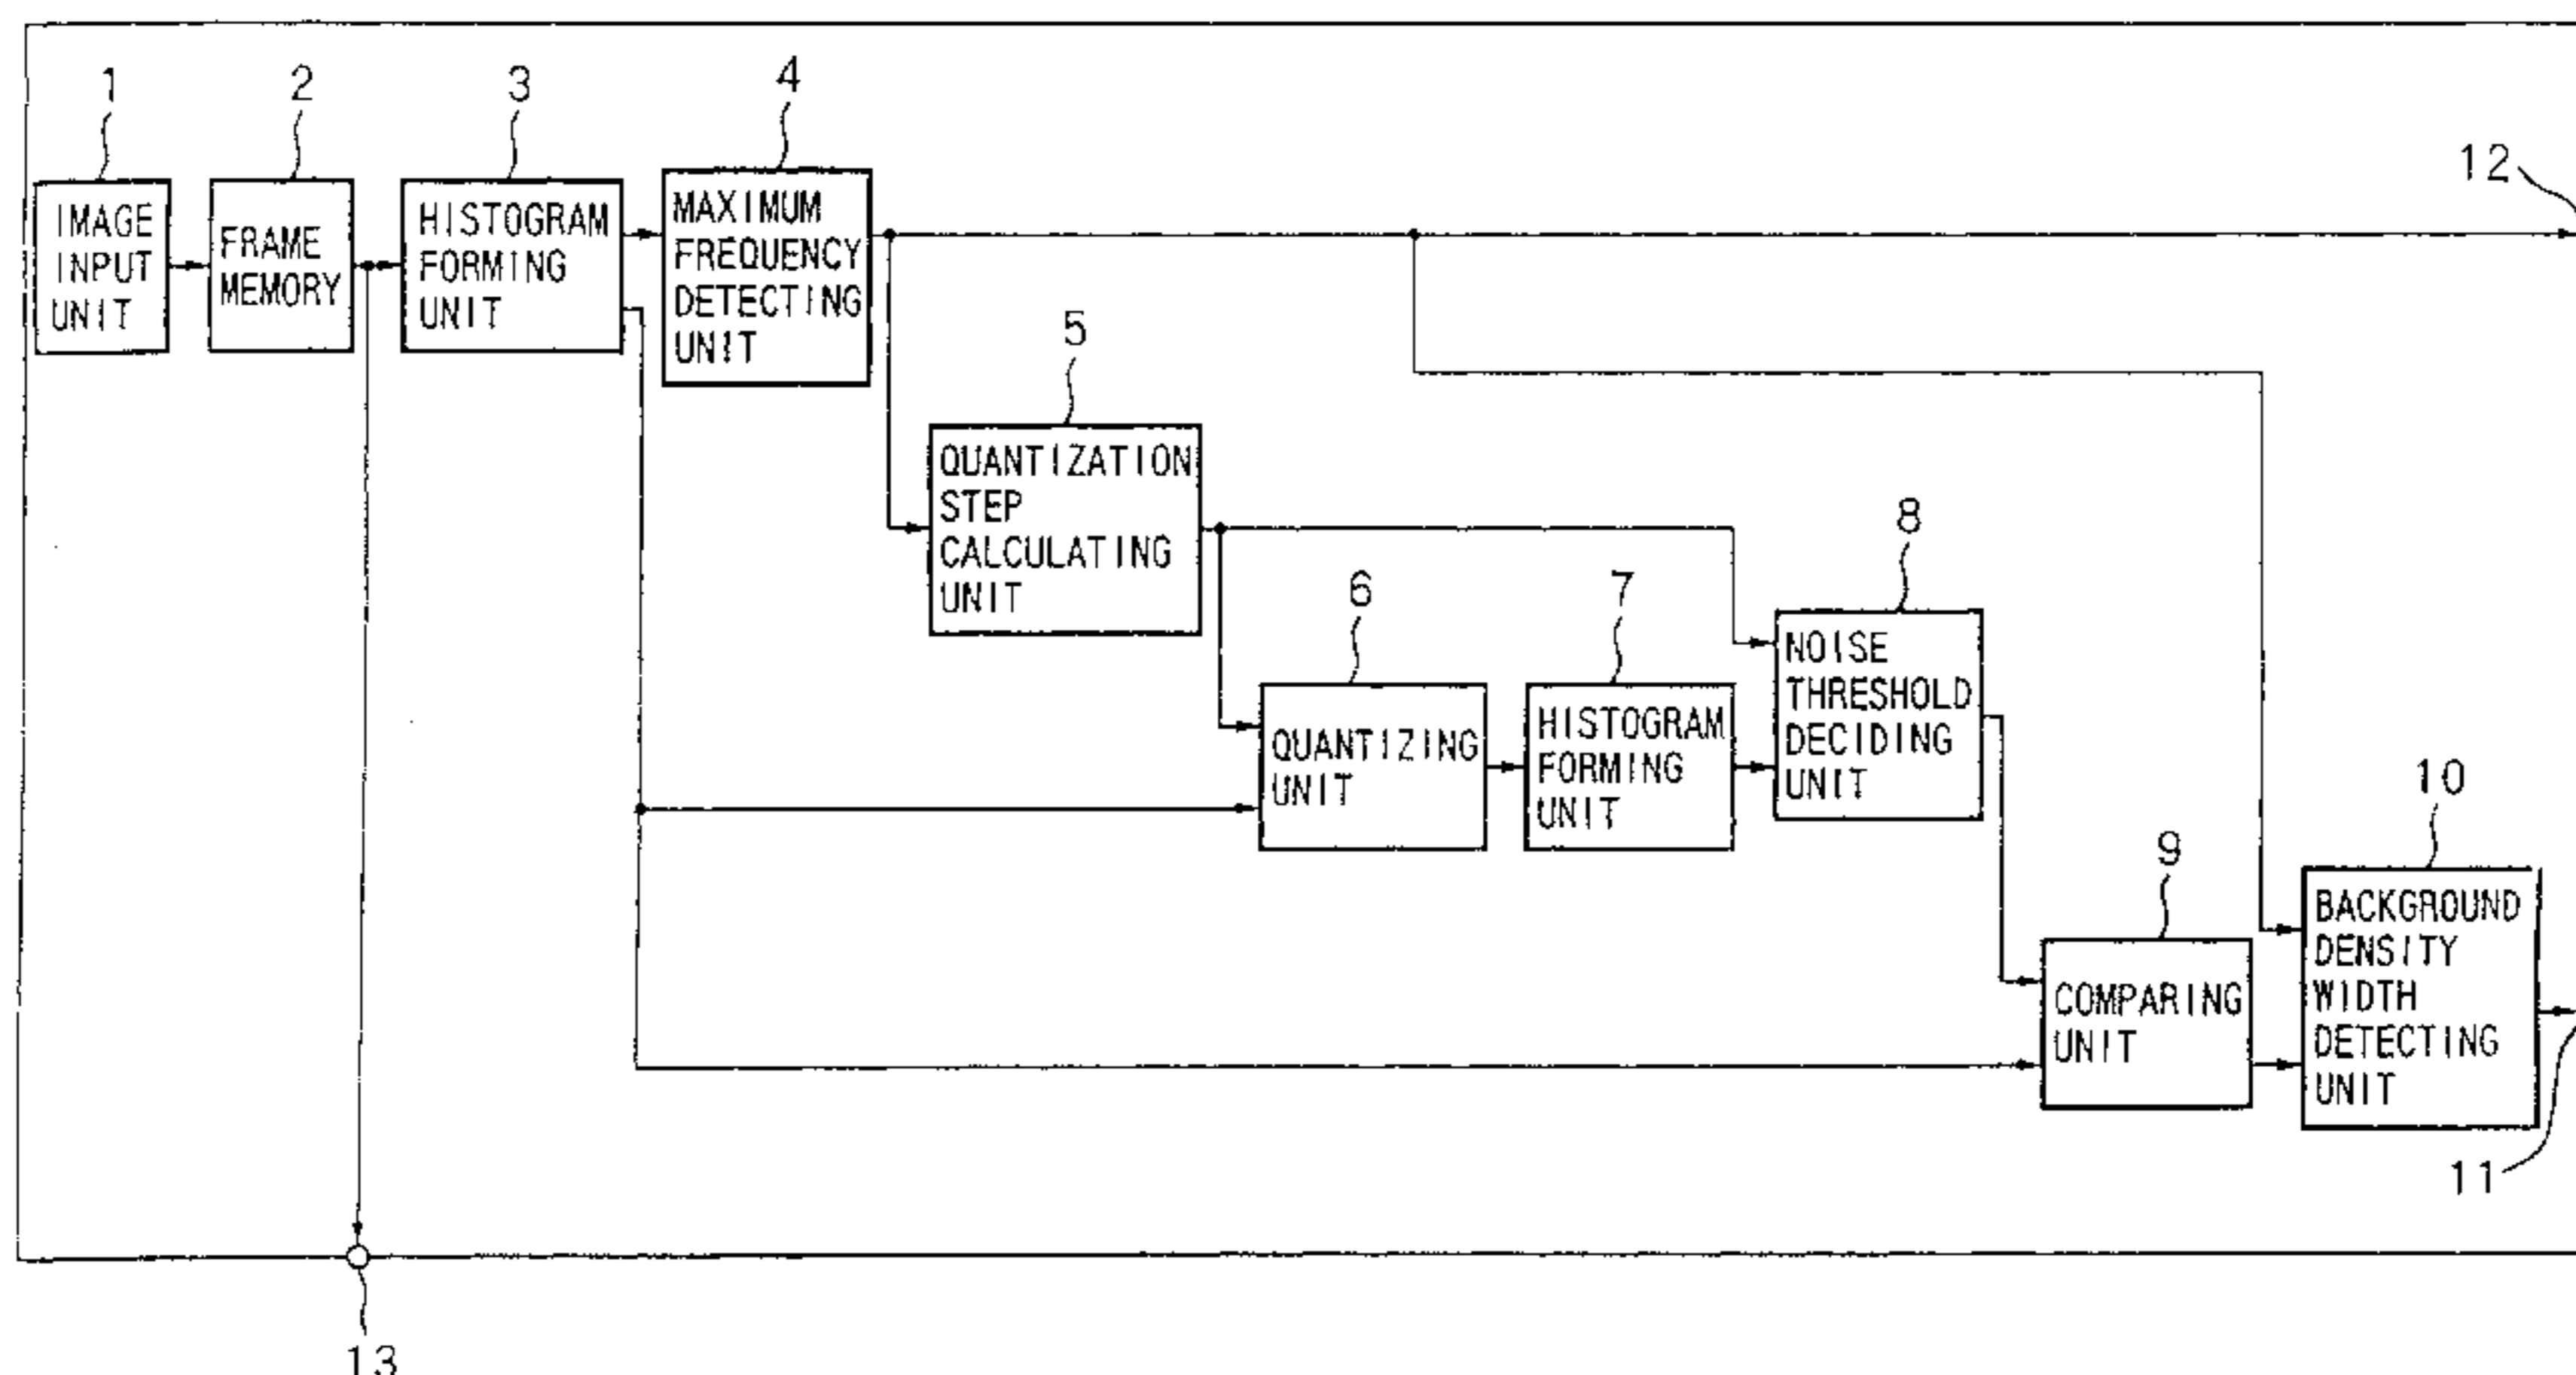 1
IMAGE
INPUT
UNIT
2
FRAME
MEMORY
3
HISTOGRAM
FORMING
UNIT
4
MAXIMUM
FREQUENCY
DETECTING
UNIT
12
5
QUANTIZATION
STEP
CALCULATING
UNIT
6
QUANTIZING
UNIT
7
HISTOGRAM
FORMING
UNIT
8
NOISE
THRESHOLD
DECIDING
UNIT
9
COMPARING
UNIT
10
BACKGROUND
DENSITY
WIDTH
DETECTING
UNIT
11
13